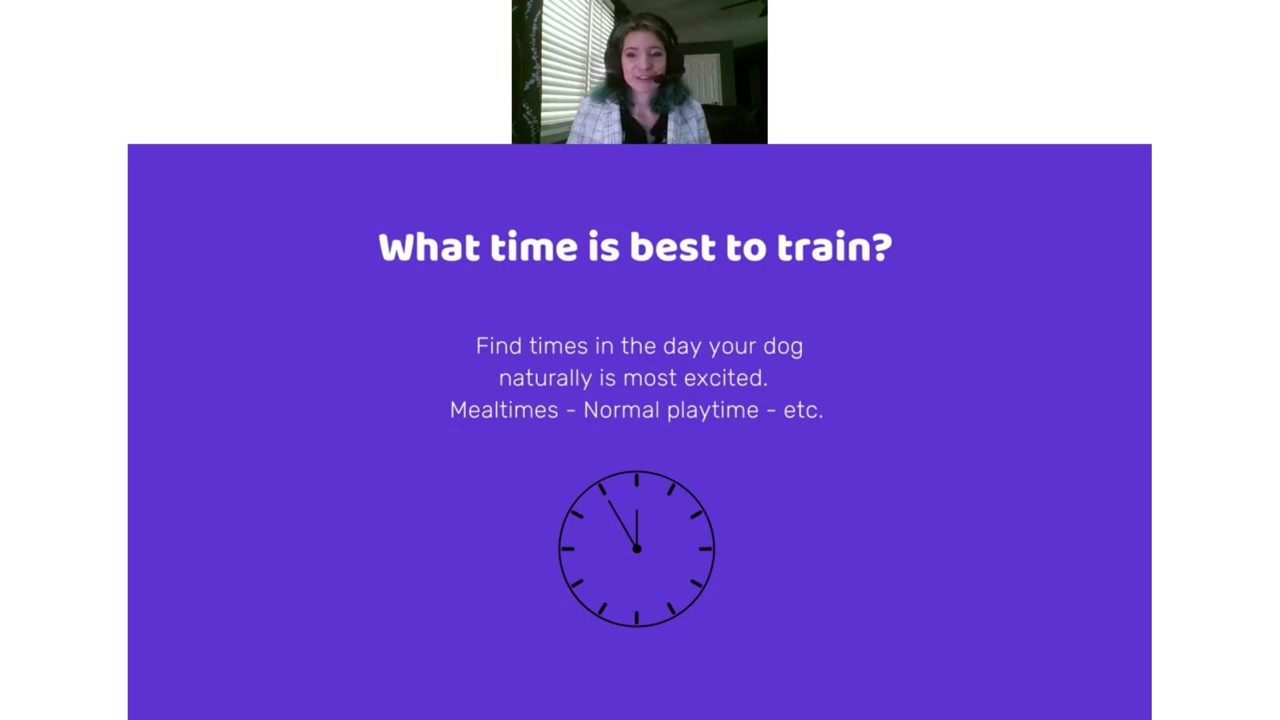 What time is best to train?
Find times in the day your dog
naturally is most excited.
Mealtimes - Normal playtime - etc.